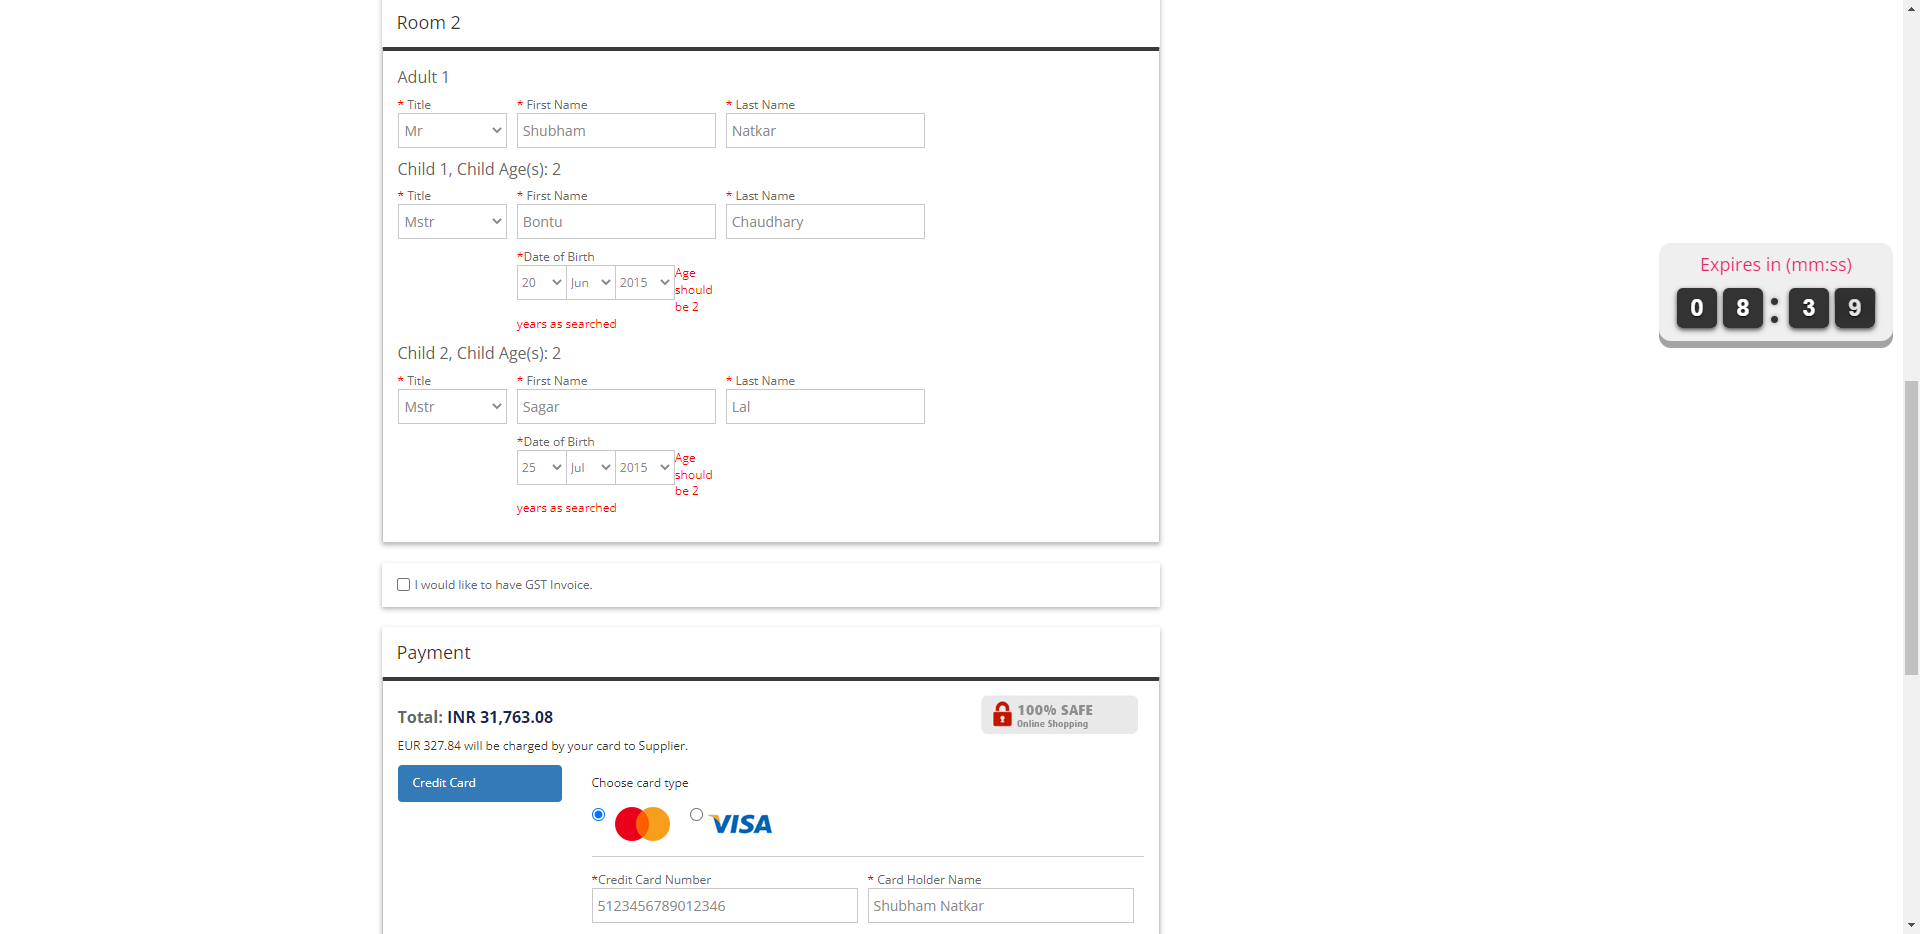 Room 2
Adult 1
* Title * First Name * Last Name
Mr Shubham Natkar
Child 1, Child Age(s): 2
* Title * First Name * Last Name
Mstr Bontu Chaudhary
*Date of Birth
20 Jun 2015 Age
should
be 2
years as searched
Child 2, Child Age(s): 2
* Title * First Name * Last Name
Mstr Sagar Lal
*Date of Birth
25 Jul 2015 Age
should
be 2
years as searched
Expires in (mm:ss)
08:39
I would like to have GST Invoice.
Payment
Total: INR 31,763.08
100% SAFE
Online Shopping
EUR 327.84 will be charged by your card to Supplier.
Credit Card
Choose card type
VISA
*Credit Card Number * Card Holder Name
5123456789012346 Shubham Natkar